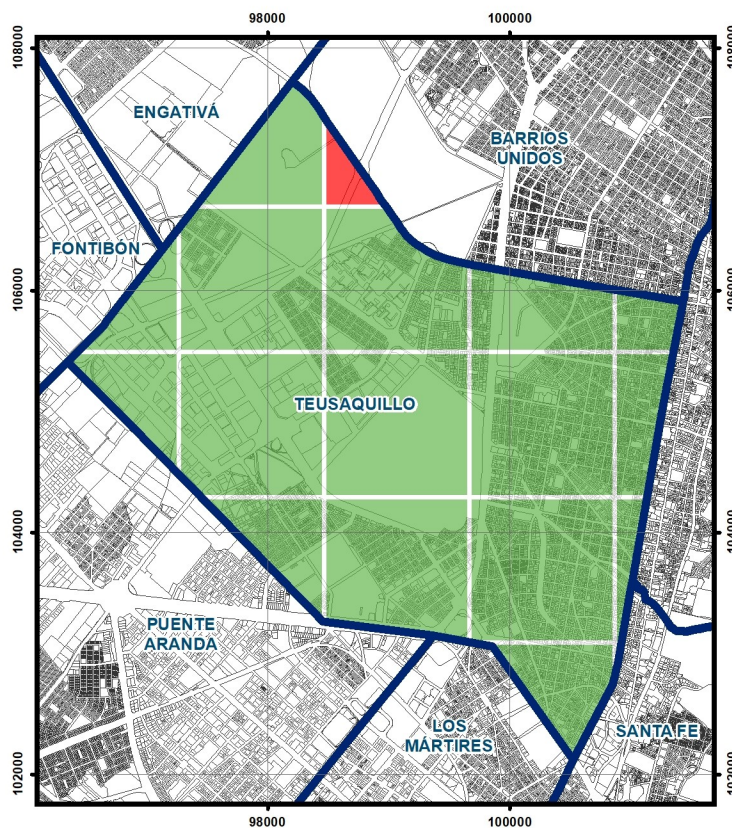 98000 100000
108000 108000
ENGATIVÁ
BARRIOS
UNIDOS
FONTIBÓN
106000 106000
TEUSAQUILLO
104000 104000
PUENTE
ARANDA
LOS
MÁRTIRES
SANTA FE
102000 102000
98000 100000